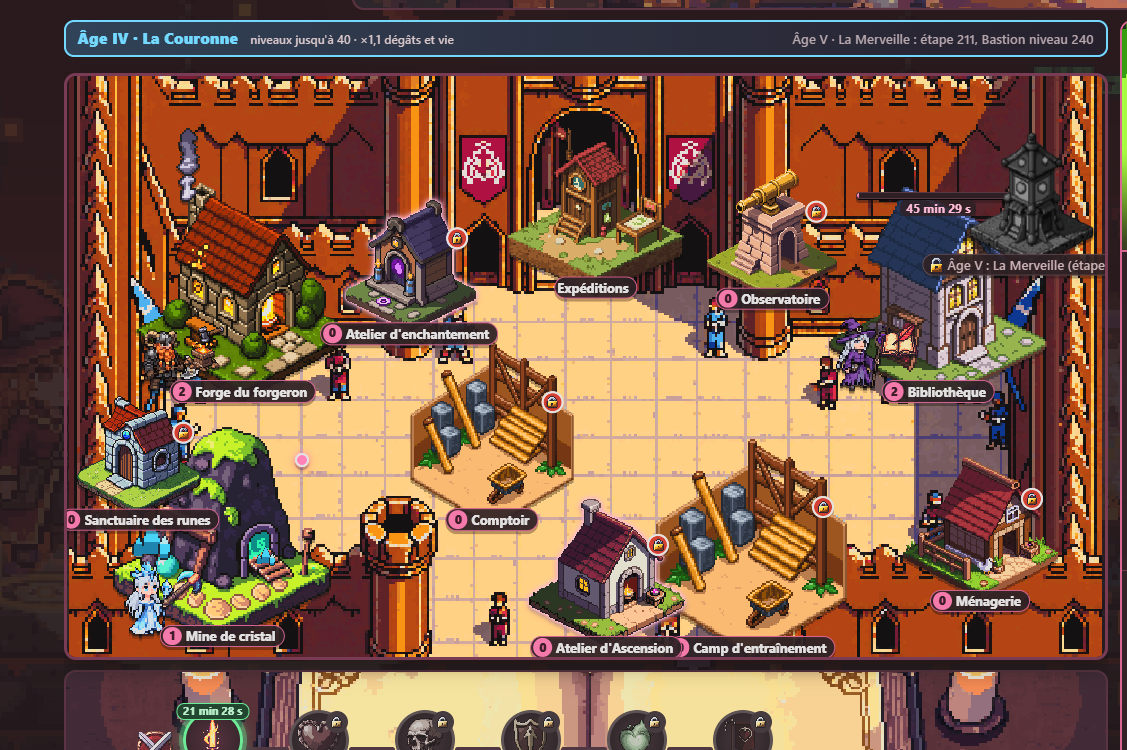 Âge IV · La Couronne niveaux jusqu'à 40 · ×1,1 dégâts et vie Âge V · La Merveille : étape 211, Bastion niveau 240
45 min 29 s
Âge V : La Merveille (étape
Expéditions
0 Observatoire
0 Atelier d'enchantement
2 Forge du forgeron
2 Bibliothèque
0 Sanctuaire des runes
0 Comptoir
0 Ménagerie
1 Mine de cristal
0 Atelier d'Ascension
Camp d'entraînement
21 min 28 s